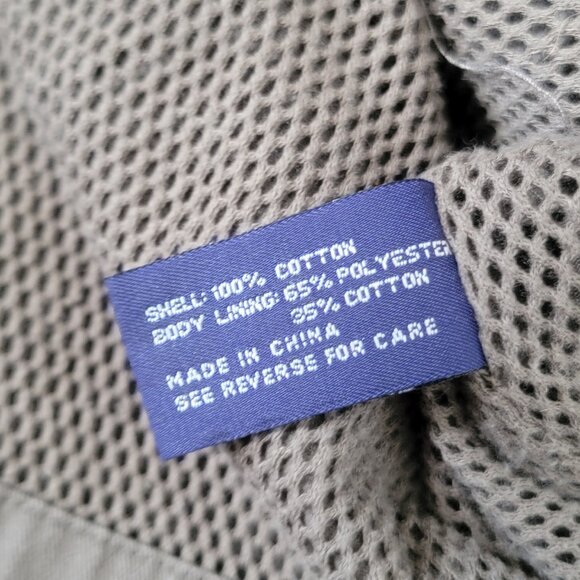 SHELL: 100% COTTON
BODY LINING: 65% POLYESTER
35% COTTON
MADE IN CHINA
SEE REVERSE FOR CARE